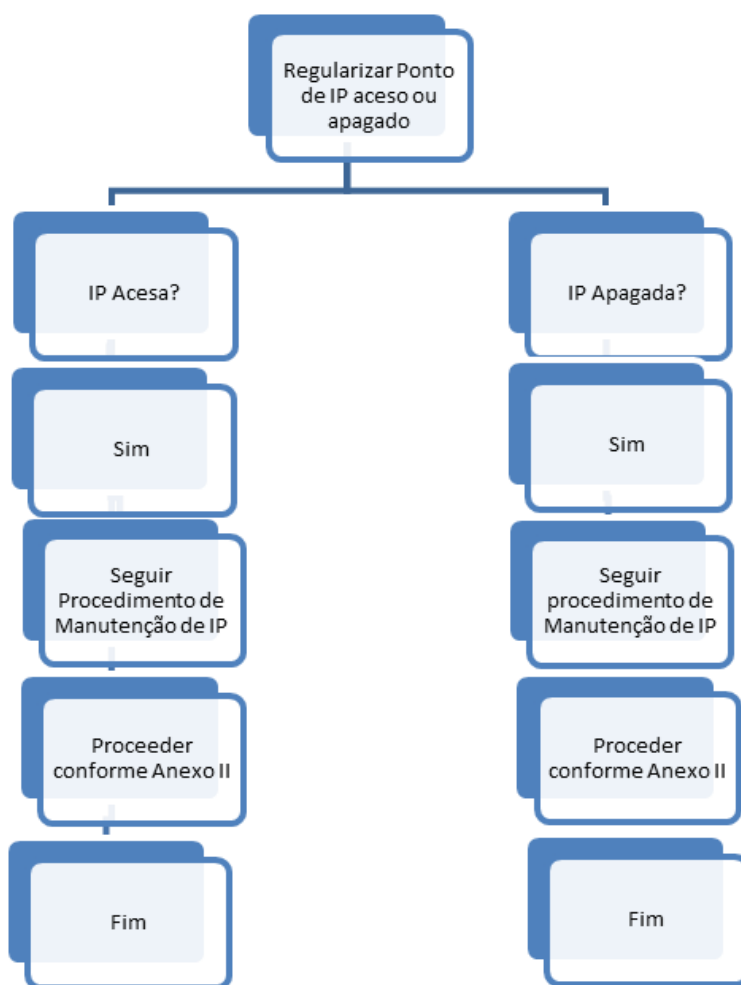 Regularizar Ponto
de IP aceso ou
apagado
IP Acesa?
IP Apagada?
Sim
Sim
Seguir
Procedimento de
Manutenção de IP
Seguir
procedimento de
Manutenção de IP
Proceeder
conforme Anexo II
Proceder
conforme Anexo II
Fim
Fim